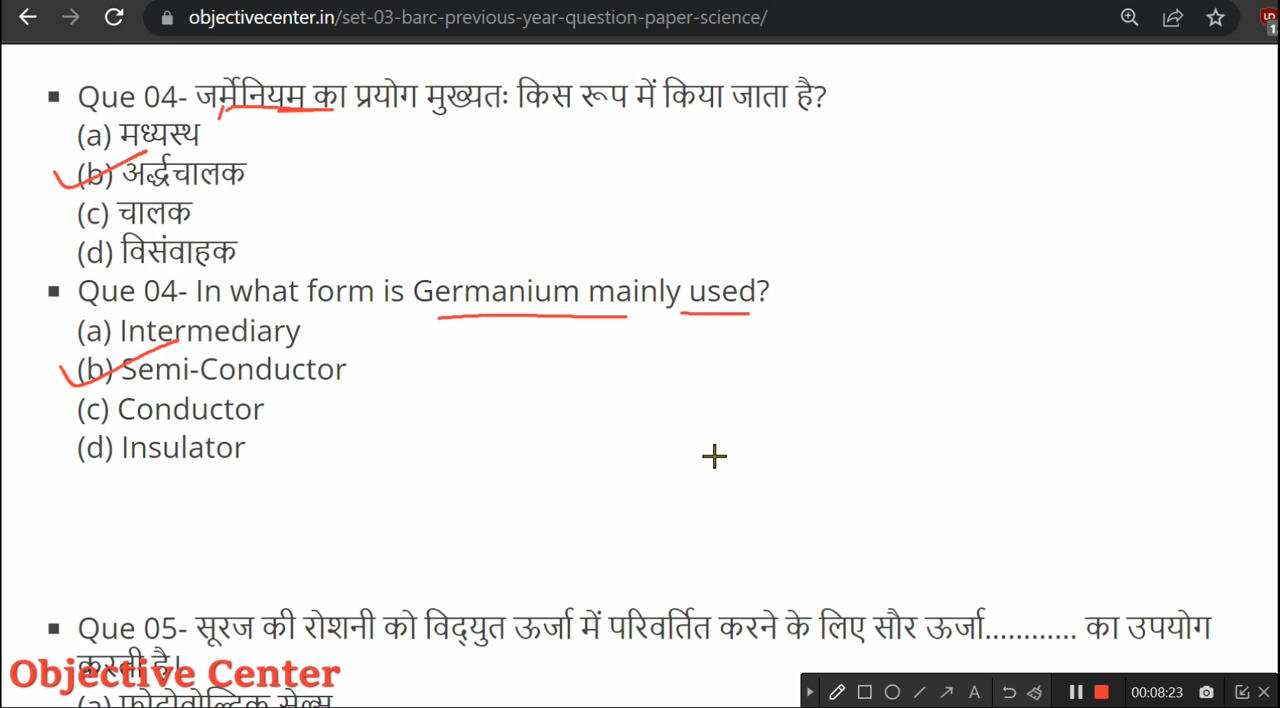 objectivecenter.in/set-03-barc-previous-year-question-paper-science/
Que 04- जर्मेनियम का प्रयोग मुख्यतः किस रूप में किया जाता है?
(a) मध्यस्थ
(b) अर्द्धचालक
(c) चालक
(d) विसंवाहक
Que 04- In what form is Germanium mainly used?
(a) Intermediary
(b) Semi-Conductor
(c) Conductor
(d) Insulator
Que 05- सूरज की रोशनी को विद्युत ऊर्जा में परिवर्तित करने के लिए सौर ऊर्जा............ का उपयोग
करती है।
Objective Center
(a) फोटोवोल्टिक सेल्स
00:08:23